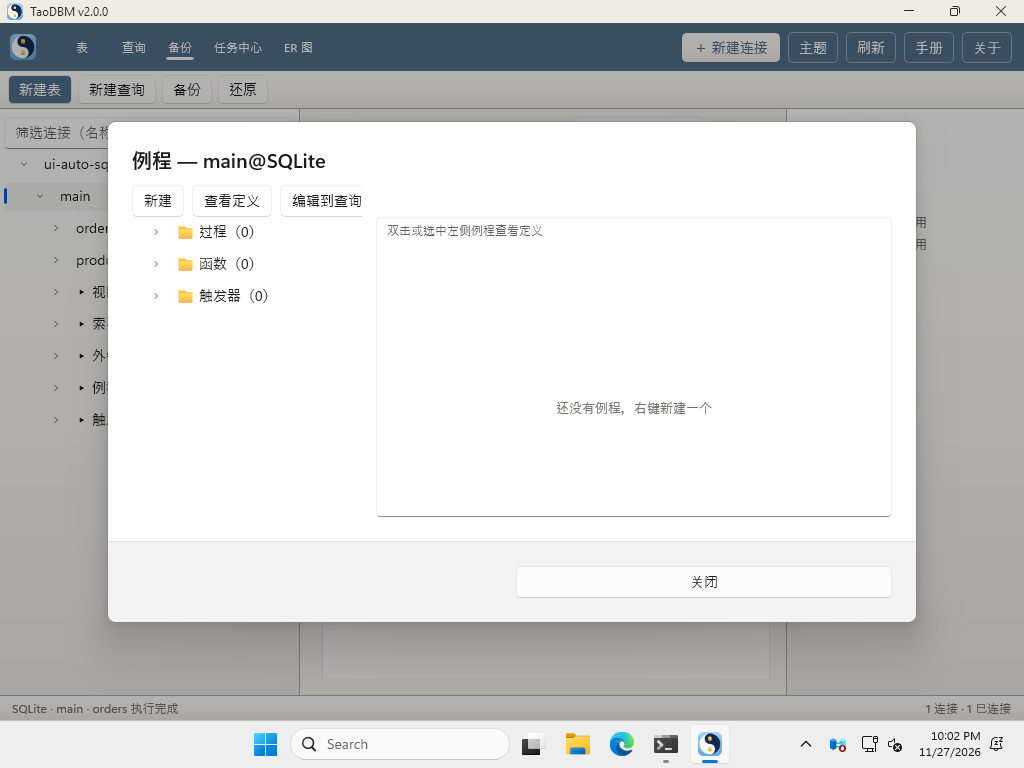 TaoDBM v2.0.0
表 查询 备份 任务中心 ER 图 + 新建连接 主题 刷新 手册 关于
新建表 新建查询 备份 还原
筛选连接（名
ui-auto-sq
main
order
produ
视
索
外
例
触
用
用
例程 — main@SQLite
新建 查看定义 编辑到查询
过程（0）
函数（0）
触发器（0）
双击或选中左侧例程查看定义
还没有例程，右键新建一个
关闭
SQLite · main · orders 执行完成
1 连接 · 1 已连接
Search
10:02 PM
11/27/2026